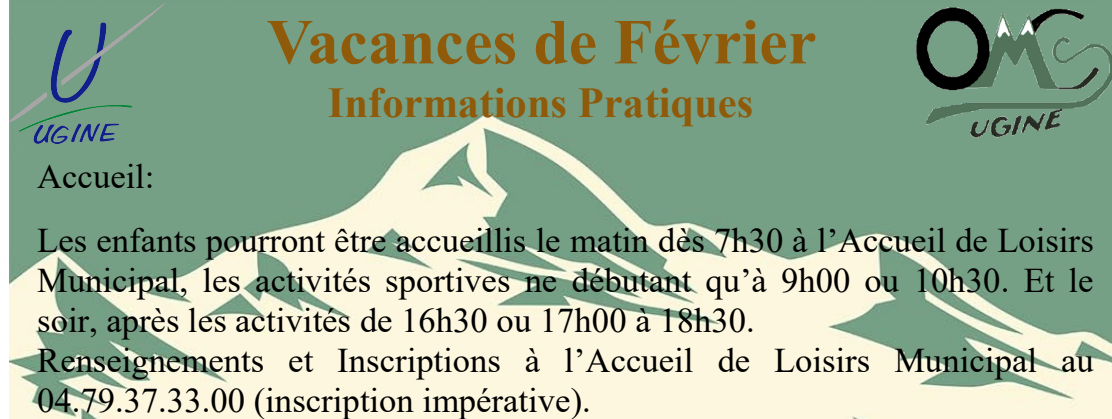 Vacances de Février
Informations Pratiques
UGINE
OMCS
UGINE
Accueil:
Les enfants pourront être accueillis le matin dès 7h30 à l’Accueil de Loisirs
Municipal, les activités sportives ne débutant qu’à 9h00 ou 10h30. Et le
soir, après les activités de 16h30 ou 17h00 à 18h30.
Renseignements et Inscriptions à l’Accueil de Loisirs Municipal au
04.79.37.33.00 (inscription impérative).